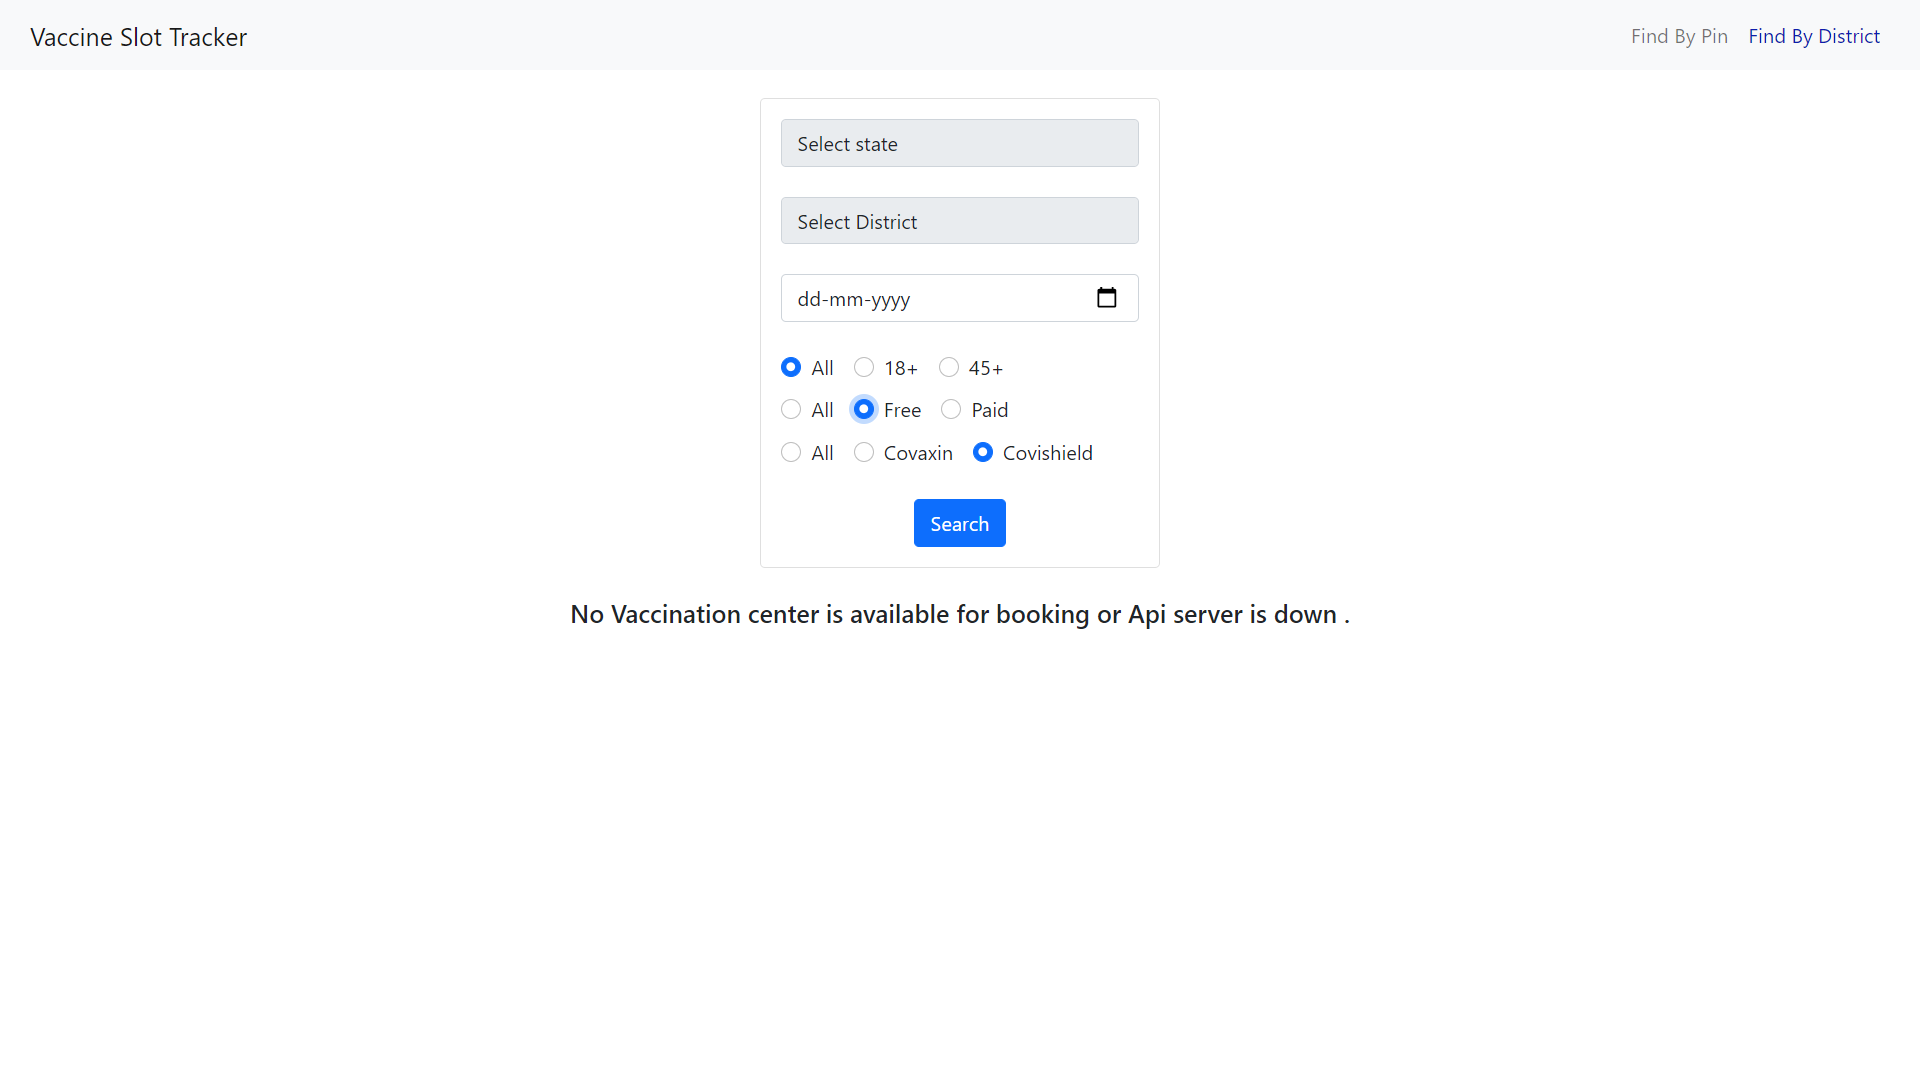 Vaccine Slot Tracker
Find By Pin Find By District
Select state
Select District
dd-mm-yyyy
All 18+ 45+
All Free Paid
All Covaxin Covishield
Search
No Vaccination center is available for booking or Api server is down .